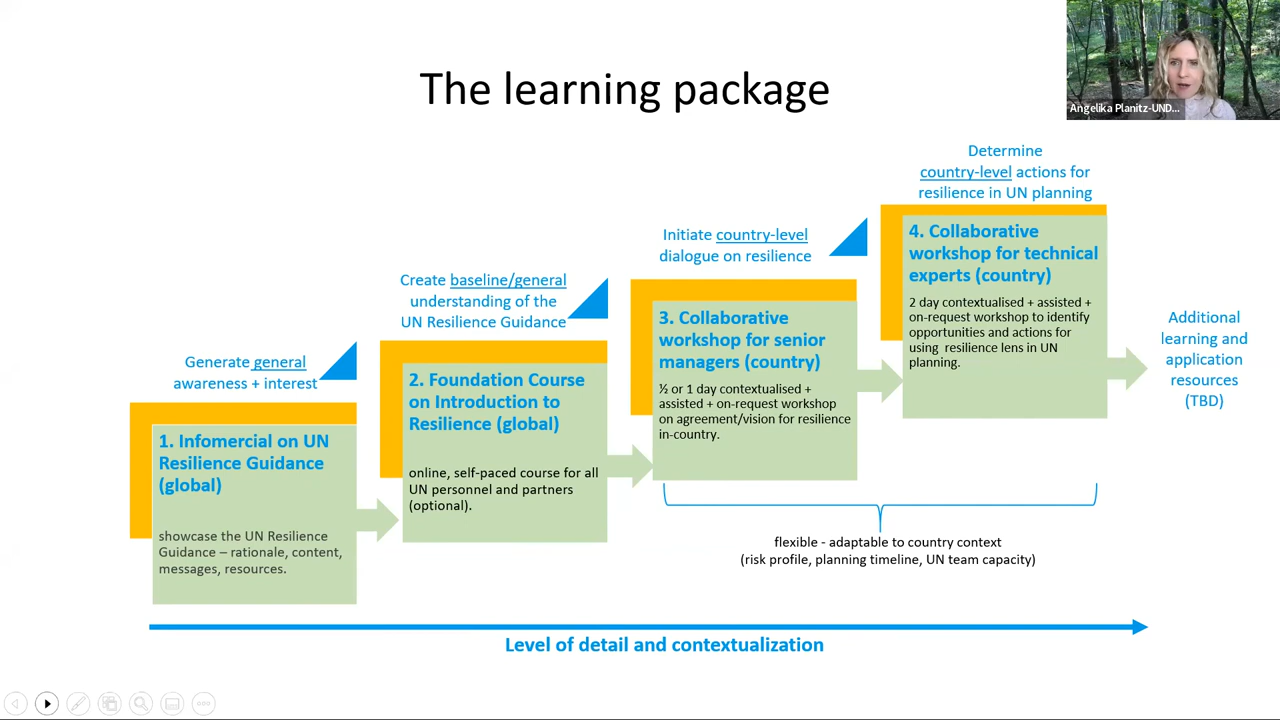 The learning package
Angelika Planitz-UND...
Generate general
awareness + interest
1. Infomercial on UN
Resilience Guidance
(global)
showcase the UN Resilience
Guidance – rationale, content,
messages, resources.
Create baseline/general
understanding of the
UN Resilience Guidance
2. Foundation Course
on Introduction to
Resilience (global)
online, self-paced course for all
UN personnel and partners
(optional).
Initiate country-level
dialogue on resilience
3. Collaborative
workshop for senior
managers (country)
½ or 1 day contextualised +
assisted + on-request workshop
on agreement/vision for resilience
in-country.
Determine
country-level actions for
resilience in UN planning
4. Collaborative
workshop for technical
experts (country)
2 day contextualised + assisted +
on-request workshop to identify
opportunities and actions for
using resilience lens in UN
planning.
Additional
learning and
application
resources
(TBD)
flexible - adaptable to country context
(risk profile, planning timeline, UN team capacity)
Level of detail and contextualization